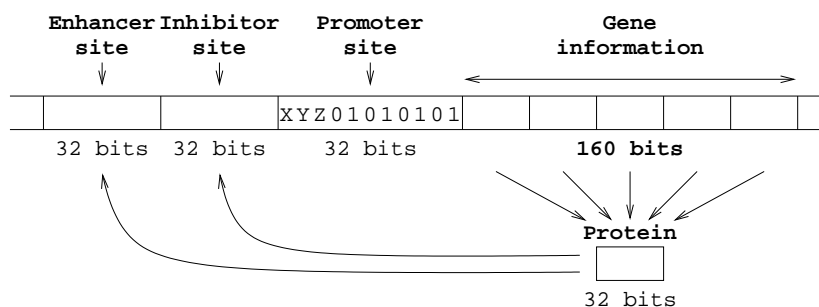 Enhancer Inhibitor Promoter Gene
site site site information
XYZ01010101
32 bits 32 bits 32 bits 160 bits
Protein
32 bits